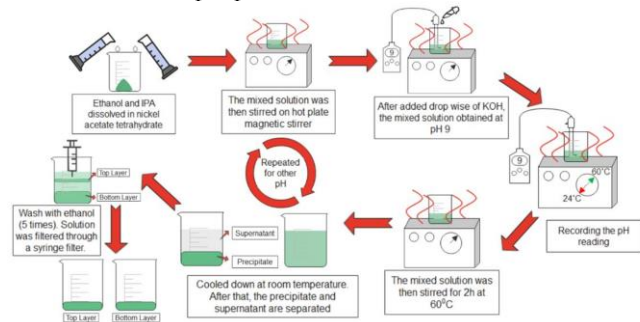 Ethanol and IPA
dissolved in nickel
acetate tetrahydrate
The mixed solution was
then stirred on hot plate
magnetic stirrer
9
After added drop wise of KOH,
the mixed solution obtained at
pH 9
9
60°C
24°C
Recording the pH
reading
The mixed solution was
then stirred for 2h at
60⁰C
Repeated
for other
pH
Supernatant
Precipitate
Cooled down at room temperature.
After that, the precipitate and
supernatant are separated
Top Layer
Bottom Layer
Wash with ethanol
(5 times). Solution
was filtered through
a syringe filter.
Top Layer
Bottom Layer